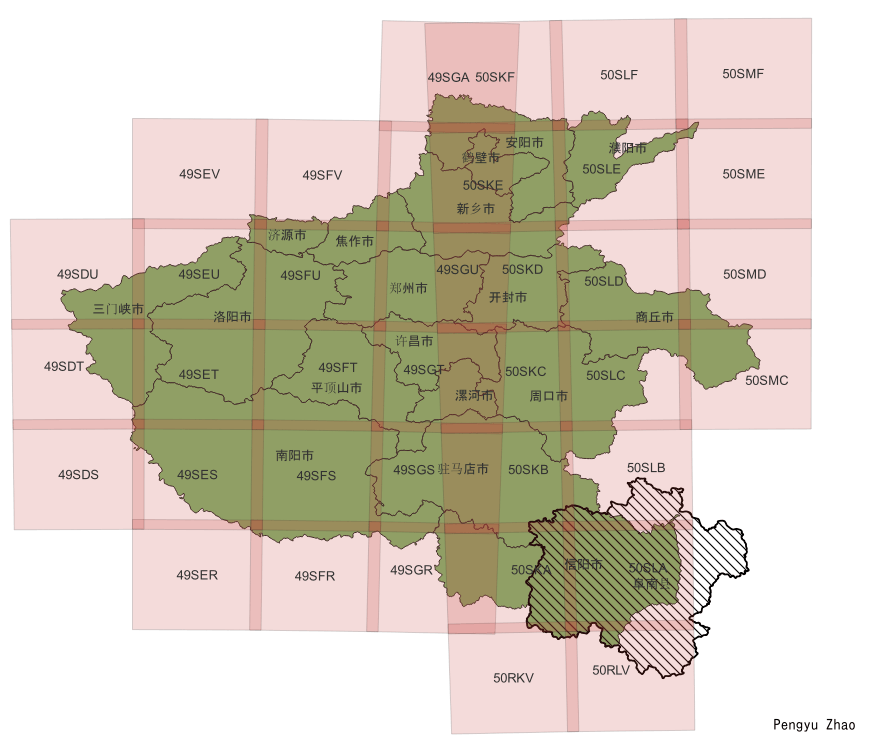 49SGA 50SKF 50SLF 50SMF
安阳市 濮阳市
鹤壁市
49SEV 49SFV 50SKE 50SLE 50SME
新乡市
济源市 焦作市
49SDU 49SEU 49SFU 49SGU 50SKD 50SLD 50SMD
三门峡市 洛阳市 郑州市 开封市 商丘市
许昌市
49SDT 49SET 49SFT 49SGT 50SKC 50SLC 50SMC
平顶山市 漯河市 周口市
南阳市 驻马店市
49SDS 49SES 49SFS 49SGS 50SKB 50SLB
信阳市
49SER 49SFR 49SGR 50SKA 50SLA
阜南县
50RKV 50RLV
Pengyu Zhao